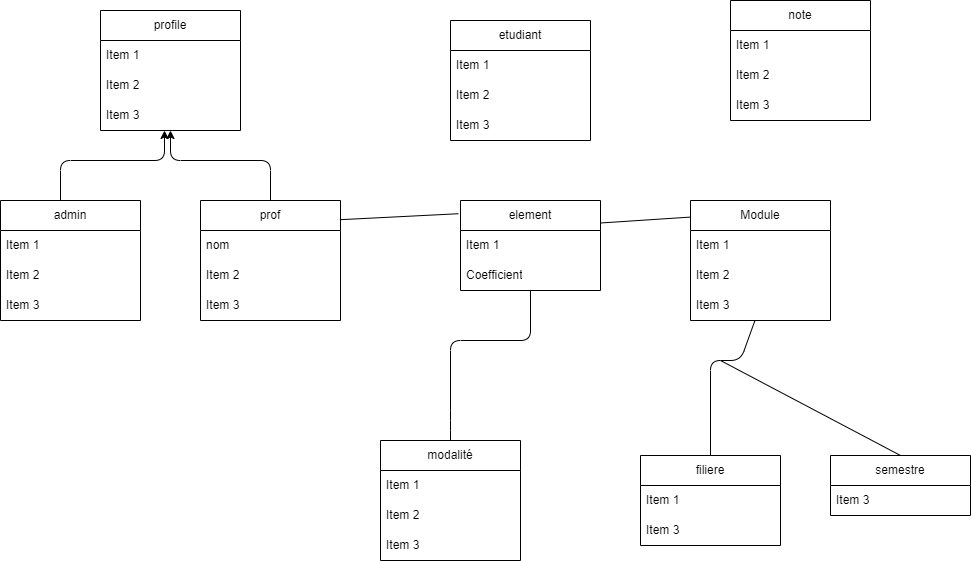 profile
Item 1
Item 2
Item 3
etudiant
Item 1
Item 2
Item 3
note
Item 1
Item 2
Item 3
admin
Item 1
Item 2
Item 3
prof
nom
Item 2
Item 3
element
Item 1
Coefficient
Module
Item 1
Item 2
Item 3
modalité
Item 1
Item 2
Item 3
filiere
Item 1
Item 3
semestre
Item 3